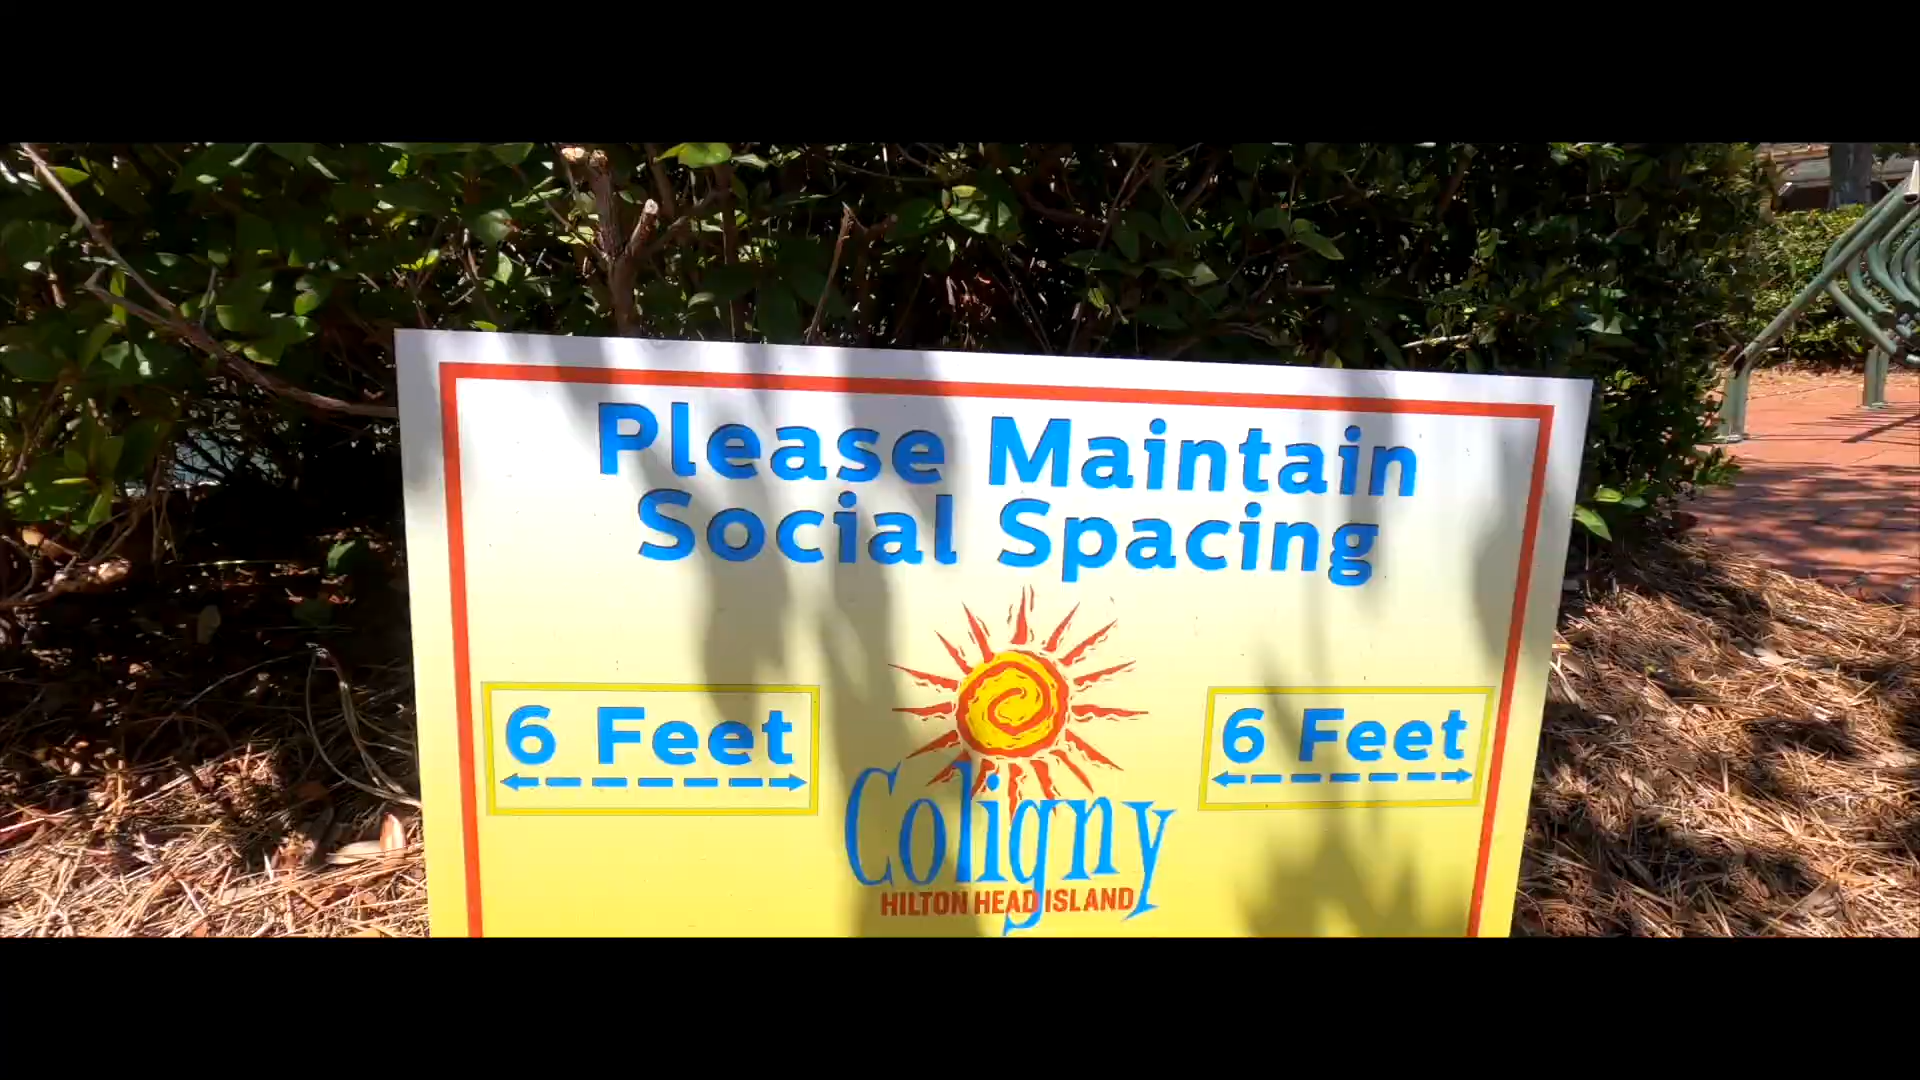 Please Maintain
Social Spacing
6 Feet
6 Feet
Coligny
HILTON HEAD ISLAND